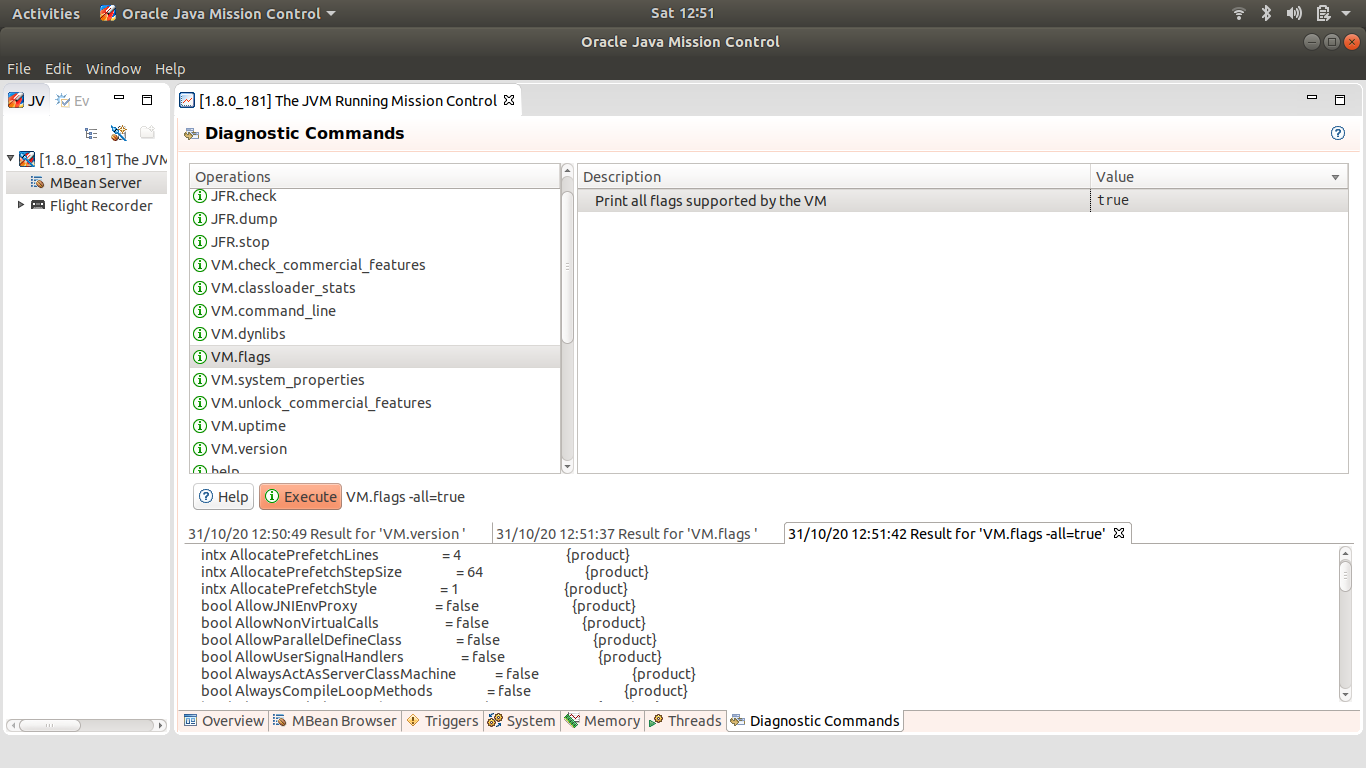 Activities Oracle Java Mission Control Sat 12:51
Oracle Java Mission Control
File Edit Window Help
JV Ev
[1.8.0_181] The JVM Running Mission Control
Diagnostic Commands
[1.8.0_181] The JVM
MBean Server
Flight Recorder
Operations
JFR.check
JFR.dump
JFR.stop
VM.check_commercial_features
VM.classloader_stats
VM.command_line
VM.dynlibs
VM.flags
VM.system_properties
VM.unlock_commercial_features
VM.uptime
VM.version
help
Description Value
Print all flags supported by the VM true
Help Execute VM.flags -all=true
31/10/20 12:50:49 Result for 'VM.version ' 31/10/20 12:51:37 Result for 'VM.flags ' 31/10/20 12:51:42 Result for 'VM.flags -all=true'
intx AllocatePrefetchLines = 4 {product}
intx AllocatePrefetchStepSize = 64 {product}
intx AllocatePrefetchStyle = 1 {product}
bool AllowJNIEnvProxy = false {product}
bool AllowNonVirtualCalls = false {product}
bool AllowParallelDefineClass = false {product}
bool AllowUserSignalHandlers = false {product}
bool AlwaysActAsServerClassMachine = false {product}
bool AlwaysCompileLoopMethods = false {product}
Overview MBean Browser Triggers System Memory Threads Diagnostic Commands